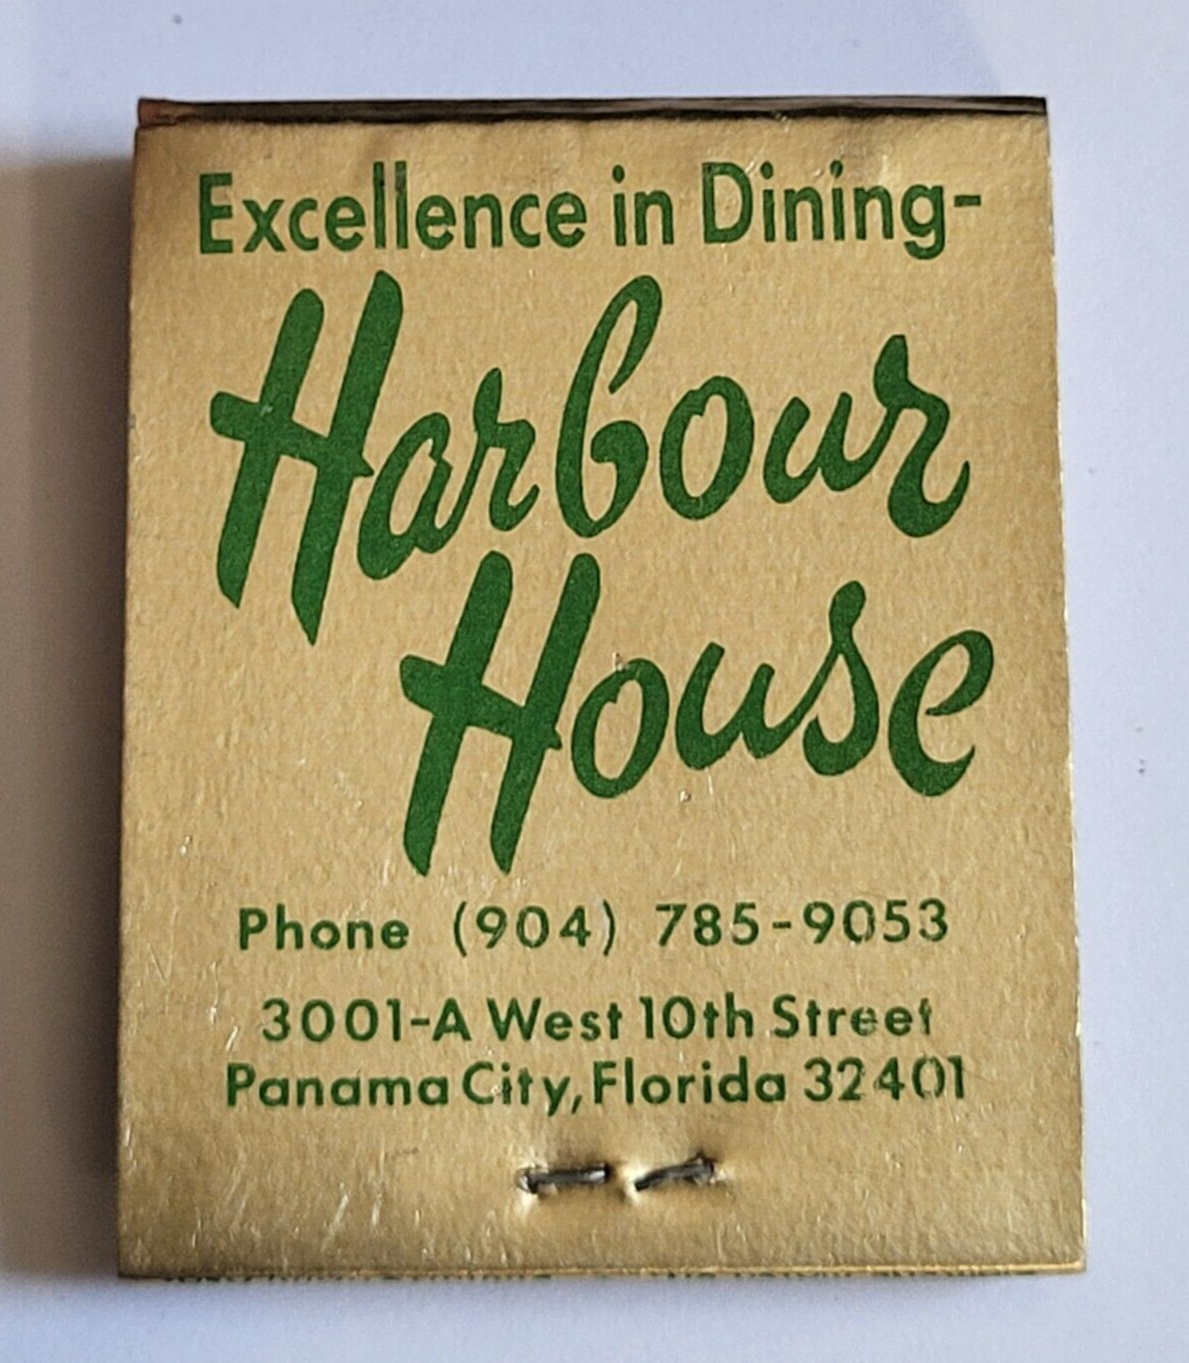 Excellence in Dining-
Harbour
House
Phone (904) 785-9053
3001-A West 10th Street
Panama City, Florida 32401